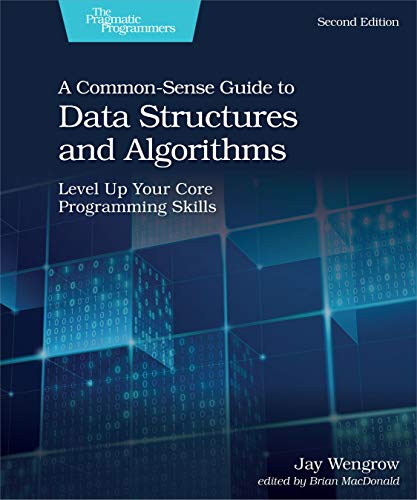 The
Pragmatic
Programmers
Second Edition
A Common-Sense Guide to
Data Structures
and Algorithms
Level Up Your Core
Programming Skills
Jay Wengrow
edited by Brian MacDonald